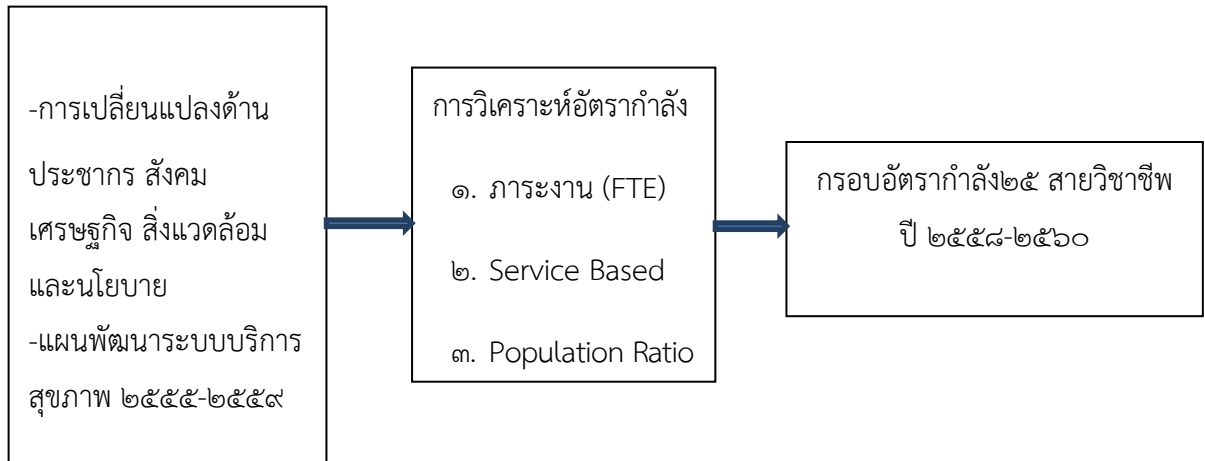 -การเปลี่ยนแปลงด้าน
ประชากร สังคม
เศรษฐกิจ สิ่งแวดล้อม
และนโยบาย
-แผนพัฒนาระบบบริการ
สุขภาพ ๒๕๕๕-๒๕๕๙
การวิเคราะห์อัตรากำลัง
๑. ภาระงาน (FTE)
๒. Service Based
๓. Population Ratio
กรอบอัตรากำลัง๒๕ สายวิชาชีพ
ปี ๒๕๕๘-๒๕๖๐